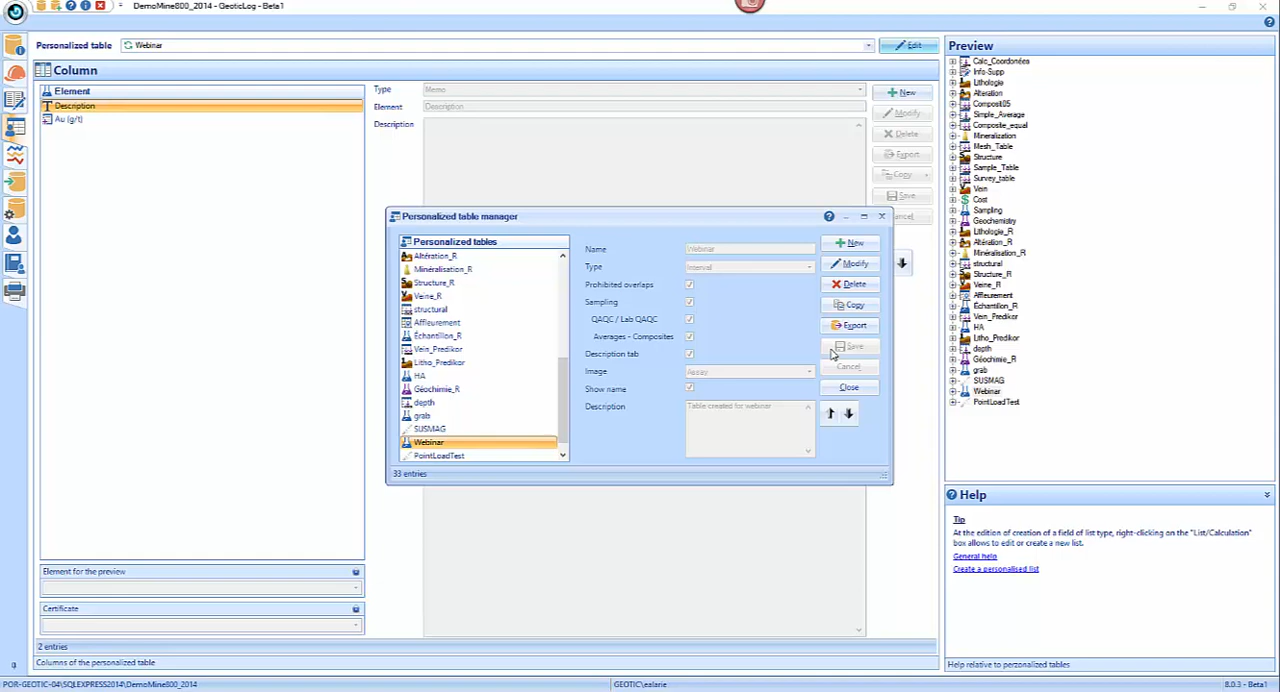 DemoMine800_2014 - GeoticLog - Beta1
Personalized table
Webinar
Edit
Column
Element
Description
Au (g/t)
Type
Memo
Element
Description
Description
New
Modify
Delete
Export
Copy
Save
Personalized table manager
Personalized tables
Altération_R
Minéralisation_R
Structure_R
Veine_R
structural
Affleurement
Échantillon_R
Vein_Predikor
Litho_Predikor
HA
Géochimie_R
depth
grab
SUSMAG
Webinar
PointLoadTest
Name
Webinar
Type
Interval
Prohibited overlaps
Sampling
QAQC / Lab QAQC
Averages - Composites
Description tab
Image
Assay
Show name
Description
Table created for webinar
New
Modify
Delete
Copy
Export
Save
Cancel
Close
33 entries
Element for the preview
Certificate
2 entries
Columns of the personalized table
Preview
Calc_Coordonées
Info-Supp
Lithologie
Alteration
Composit05
Simple_Average
Composite_equal
Mineralization
Mesh_Table
Structure
Sample_Table
Survey_table
Vein
Cost
Sampling
Geochemistry
Lithologie_R
Altération_R
Minéralisation_R
structural
Structure_R
Veine_R
Affleurement
Échantillon_R
Vein_Predikor
HA
Litho_Predikor
depth
Géochimie_R
grab
SUSMAG
Webinar
PointLoadTest
Help
Tip
At the edition of creation of a field of list type, right-clicking on the "List/Calculation"
box allows to edit or create a new list.
General help
Create a personalised list
Help relative to personalized tables
POR-GEOTIC-04\SQLEXPRESS2014\DemoMine800_2014
GEOTIC\ealarie
8.0.3 - Beta1